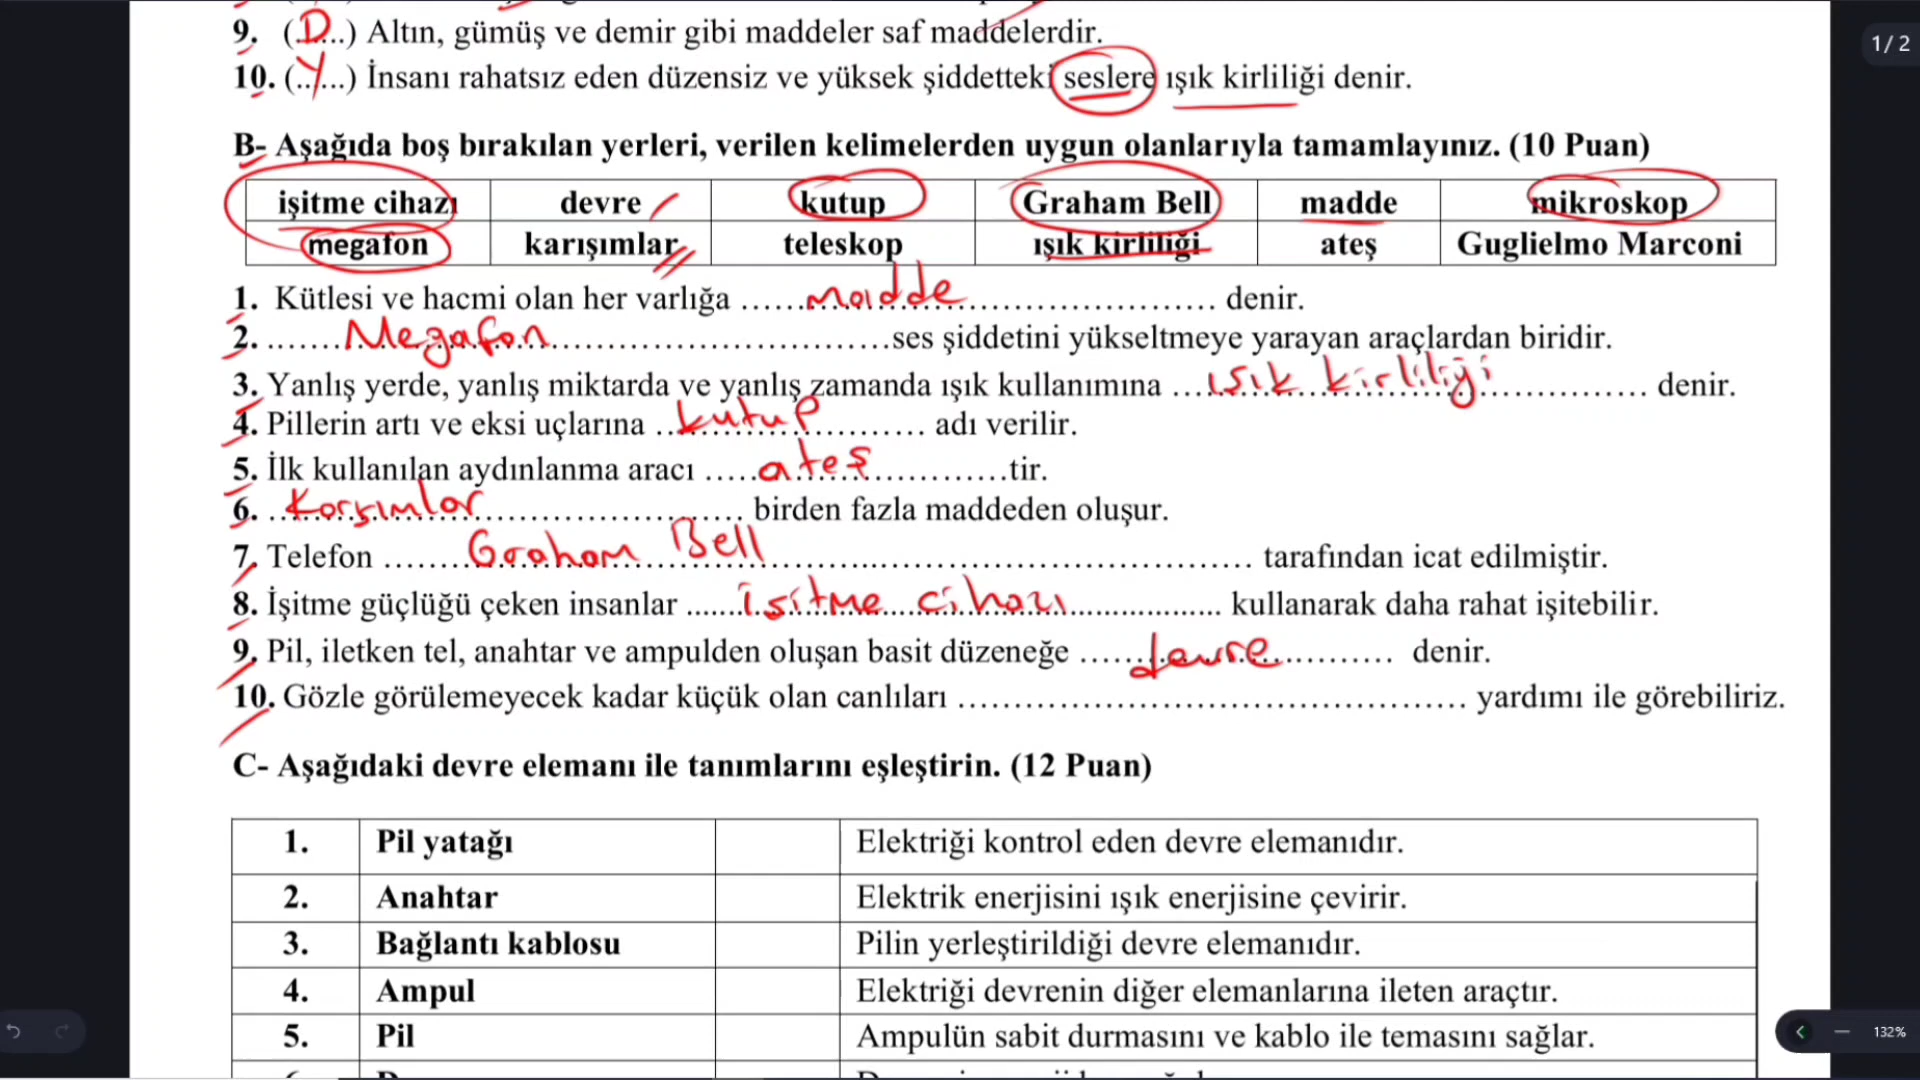 9. (..D...) Altın, gümüş ve demir gibi maddeler saf maddelerdir.
10. (..Y...) İnsanı rahatsız eden düzensiz ve yüksek şiddetteki seslere ışık kirliliği denir.
1/2
B- Aşağıda boş bırakılan yerleri, verilen kelimelerden uygun olanlarıyla tamamlayınız. (10 Puan)
işitme cihazı devre kutup Graham Bell madde mikroskop
megafon karışımlar teleskop ışık kirliliği ateş Guglielmo Marconi
1. Kütlesi ve hacmi olan her varlığa ......madde.............................. denir.
2. .......Megafon........................................ses şiddetini yükseltmeye yarayan araçlardan biridir.
3. Yanlış yerde, yanlış miktarda ve yanlış zamanda ışık kullanımına ....ışık kirliliği............... denir.
4. Pillerin artı ve eksi uçlarına ..kutup........... adı verilir.
5. İlk kullanılan aydınlanma aracı .....ateş.............tir.
6. ..Karışımlar........................ birden fazla maddeden oluşur.
7. Telefon ......Graham Bell............................................. tarafından icat edilmiştir.
8. İşitme güçlüğü çeken insanlar .......işitme cihazı.................. kullanarak daha rahat işitebilir.
9. Pil, iletken tel, anahtar ve ampulden oluşan basit düzeneğe .....devre............ denir.
10. Gözle görülemeyecek kadar küçük olan canlıları .............................................. yardımı ile görebiliriz.
C- Aşağıdaki devre elemanı ile tanımlarını eşleştirin. (12 Puan)
1. Pil yatağı Elektriği kontrol eden devre elemanıdır.
2. Anahtar Elektrik enerjisini ışık enerjisine çevirir.
3. Bağlantı kablosu Pilin yerleştirildiği devre elemanıdır.
4. Ampul Elektriği devrenin diğer elemanlarına ileten araçtır.
5. Pil Ampulün sabit durmasını ve kablo ile temasını sağlar.
132%